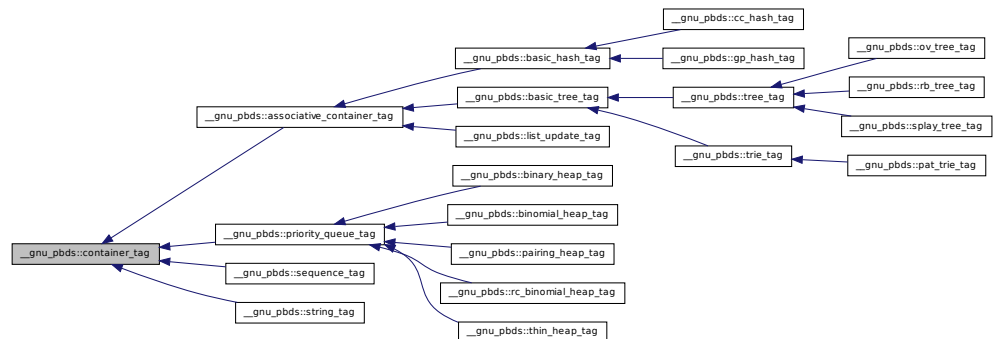 __gnu_pbds::cc_hash_tag
__gnu_pbds::ov_tree_tag
__gnu_pbds::basic_hash_tag
__gnu_pbds::gp_hash_tag
__gnu_pbds::rb_tree_tag
__gnu_pbds::basic_tree_tag
__gnu_pbds::tree_tag
__gnu_pbds::associative_container_tag
__gnu_pbds::splay_tree_tag
__gnu_pbds::list_update_tag
__gnu_pbds::trie_tag
__gnu_pbds::pat_trie_tag
__gnu_pbds::binary_heap_tag
__gnu_pbds::binomial_heap_tag
__gnu_pbds::priority_queue_tag
__gnu_pbds::container_tag
__gnu_pbds::pairing_heap_tag
__gnu_pbds::sequence_tag
__gnu_pbds::rc_binomial_heap_tag
__gnu_pbds::string_tag
__gnu_pbds::thin_heap_tag